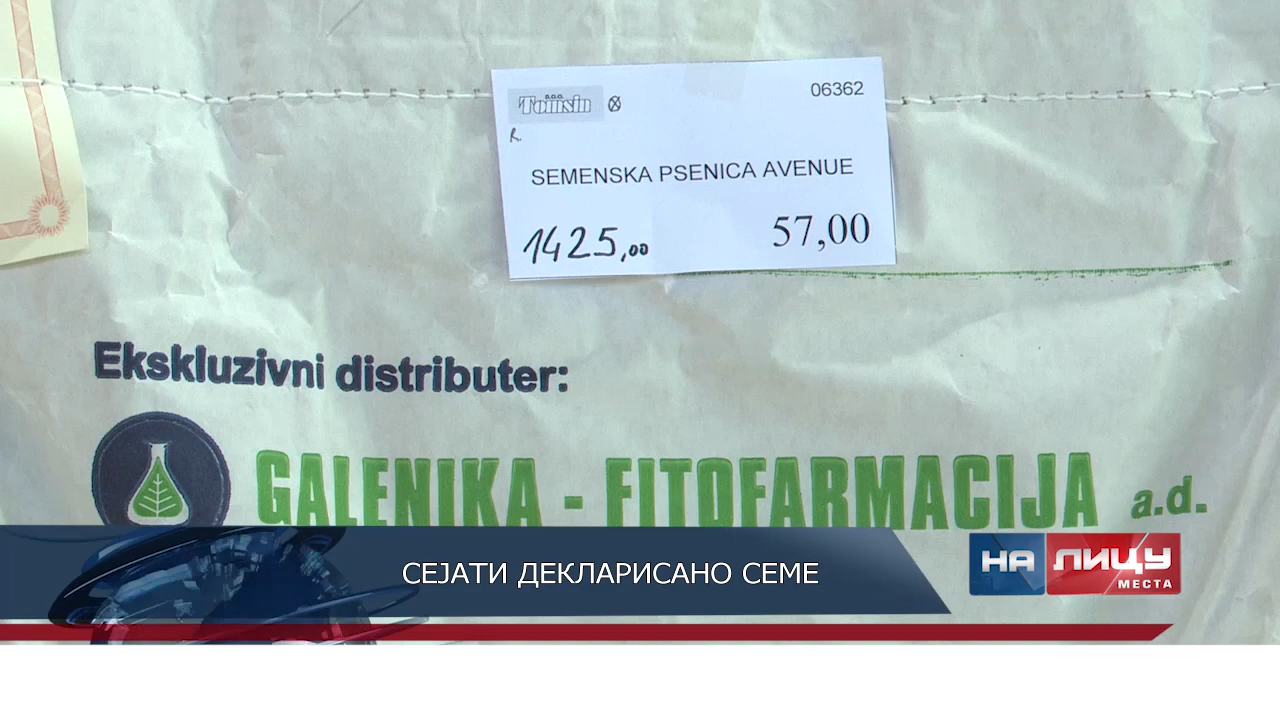 d.o.o.
Tomsin
06362
R.
SEMENSKA PSENICA AVENUE
1425,00
57,00
Ekskluzivni distributer:
GALENIKA - FITOFARMACIJA a.d.
СЕЈАТИ ДЕКЛАРИСАНО СЕМЕ
НА ЛИЦУ
МЕСТА